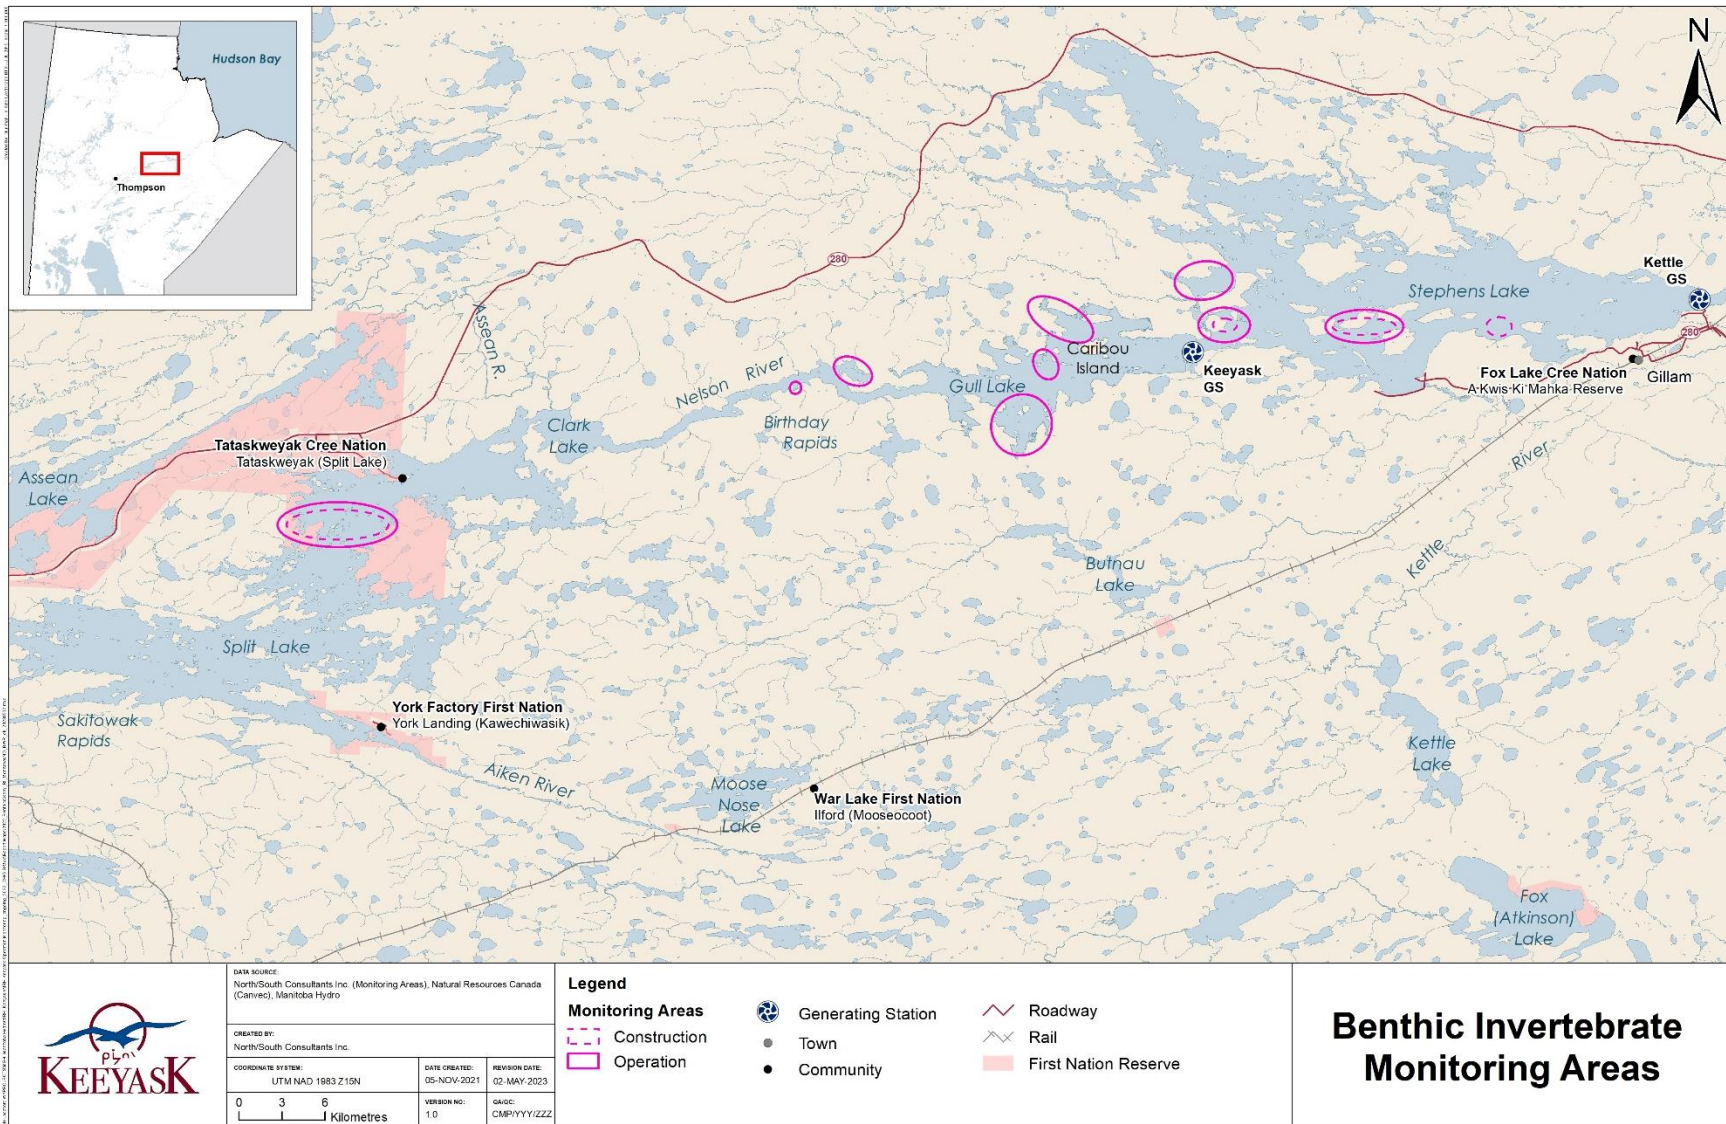 Hudson Bay
Thompson
N
280
Kettle
GS
Stephens Lake
280
Assean R.
Caribou
Island
Keeyask
GS
Fox Lake Cree Nation
A Kwis Ki Mahka Reserve
Gillam
Nelson River
Gull Lake
Birthday
Rapids
Clark
Lake
Tataskweyak Cree Nation
Tataskweyak (Split Lake)
Assean
Lake
Kettle River
Butnau
Lake
Split Lake
York Factory First Nation
York Landing (Kawechiwasik)
Sakitowak
Rapids
Aiken River
Moose
Nose
Lake
War Lake First Nation
Ilford (Mooseocoot)
Kettle
Lake
Fox
(Atkinson)
Lake
KEEYASK
DATA SOURCE:
North/South Consultants Inc. (Monitoring Areas), Natural Resources Canada
(Canvec), Manitoba Hydro
CREATED BY:
North/South Consultants Inc.
COORDINATE SYSTEM:
UTM NAD 1983 Z15N
DATE CREATED:
05-NOV-2021
REVISION DATE:
02-MAY-2023
0 3 6
Kilometres
VERSION NO:
1.0
QA/QC:
CMP/YYY/ZZZ
Legend
Monitoring Areas
Construction
Operation
Generating Station
Town
Community
Roadway
Rail
First Nation Reserve
Benthic Invertebrate
Monitoring Areas